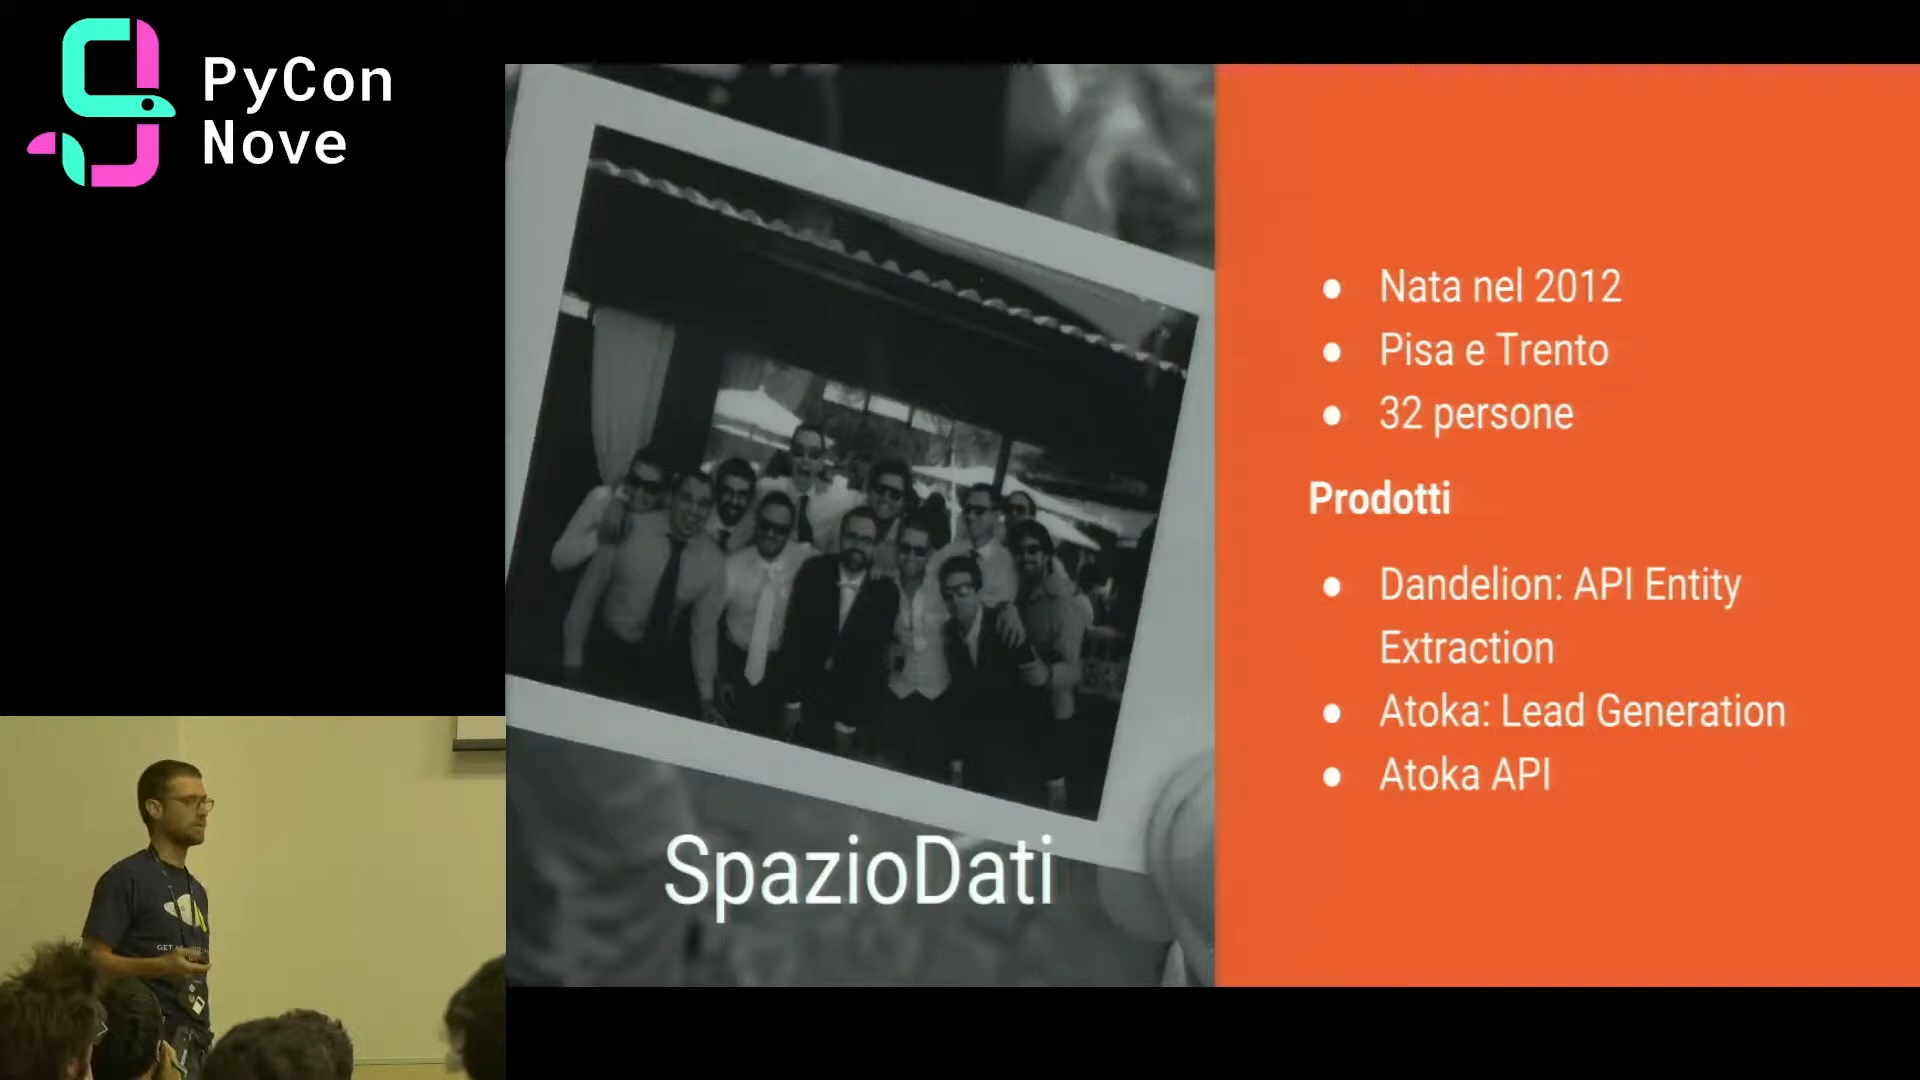 PyCon
Nove
Nata nel 2012
Pisa e Trento
32 persone
Prodotti
Dandelion: API Entity
Extraction
Atoka: Lead Generation
Atoka API
SpazioDati
GET